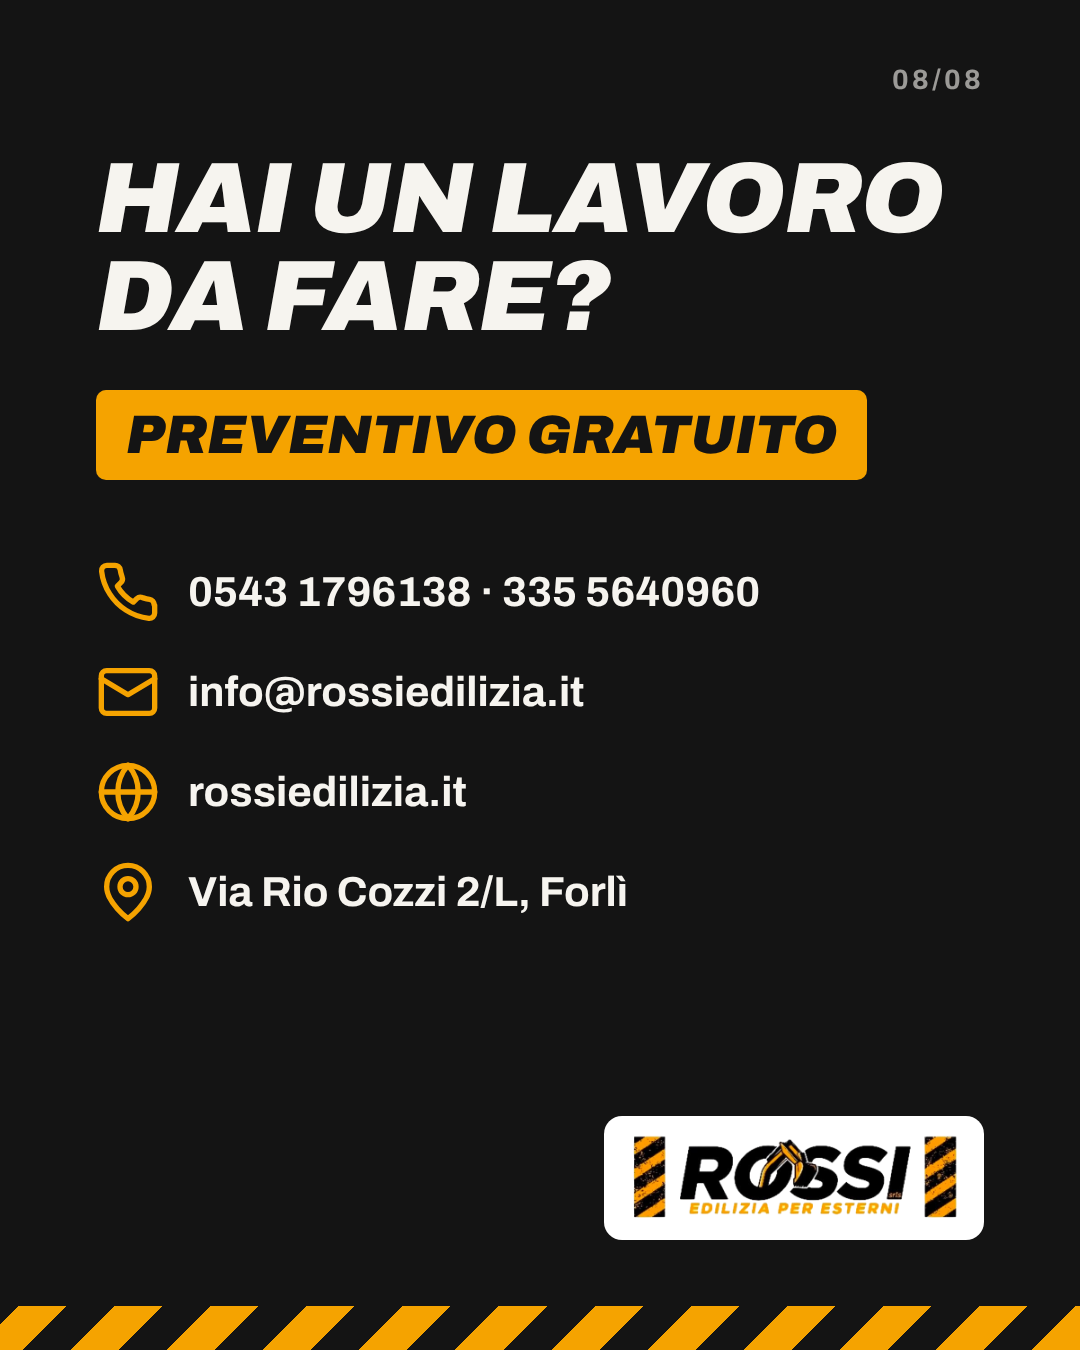 08/08
HAI UN LAVORO
DA FARE?
PREVENTIVO GRATUITO
0543 1796138 · 335 5640960
info@rossiedilizia.it
rossiedilizia.it
Via Rio Cozzi 2/L, Forlì
ROSSI
EDILIZIA PER ESTERNI